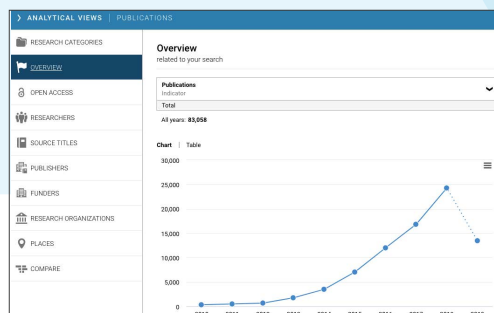 ❯ ANALYTICAL VIEWS | PUBLICATIONS
RESEARCH CATEGORIES
OVERVIEW
OPEN ACCESS
RESEARCHERS
SOURCE TITLES
PUBLISHERS
FUNDERS
RESEARCH ORGANIZATIONS
PLACES
COMPARE
Overview
related to your search
Publications
Indicator
Total
All years: 83,058
Chart | Table
30,000
25,000
20,000
15,000
10,000
5,000
0